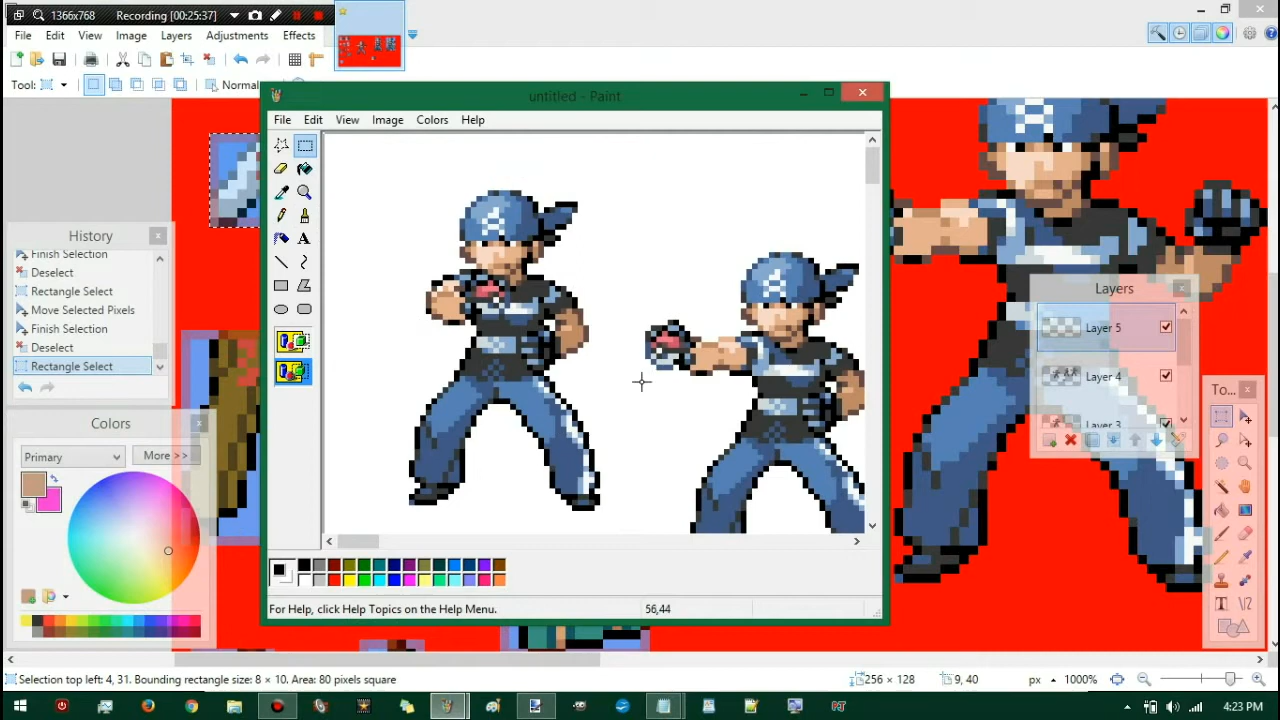 1366x768
Recording [00:25:37]
File Edit View Image Layers Adjustments Effects
Tool: Normal
untitled - Paint
File Edit View Image Colors Help
History
Finish Selection
Deselect
Rectangle Select
Move Selected Pixels
Finish Selection
Deselect
Rectangle Select
Colors
Primary More >>
Layers
Layer 5
Layer 4
Layer 3
To...
For Help, click Help Topics on the Help Menu. 56,44
Selection top left: 4, 31. Bounding rectangle size: 8 × 10. Area: 80 pixels square 256 × 128 9, 40 px 1000%
4:23 PM